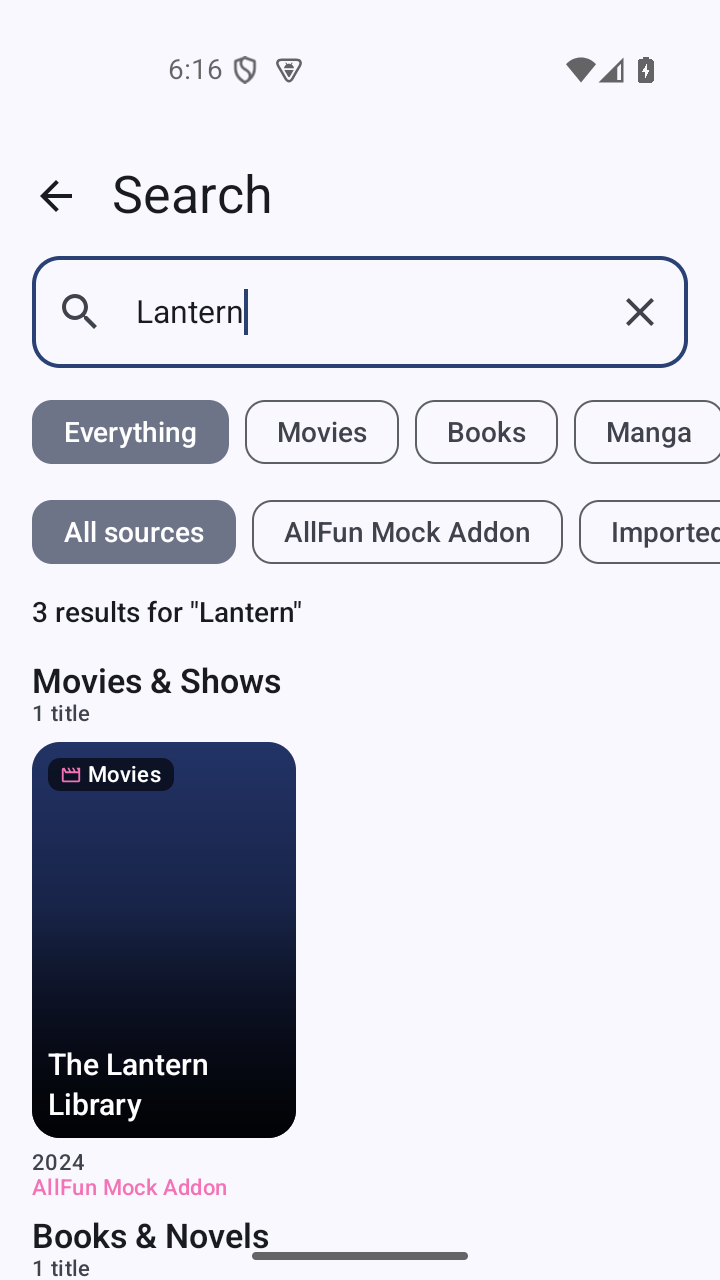 6:16
Search
Lantern
Everything
Movies
Books
Manga
All sources
AllFun Mock Addon
Imported
3 results for "Lantern"
Movies & Shows
1 title
Movies
The Lantern
Library
2024
AllFun Mock Addon
Books & Novels
1 title